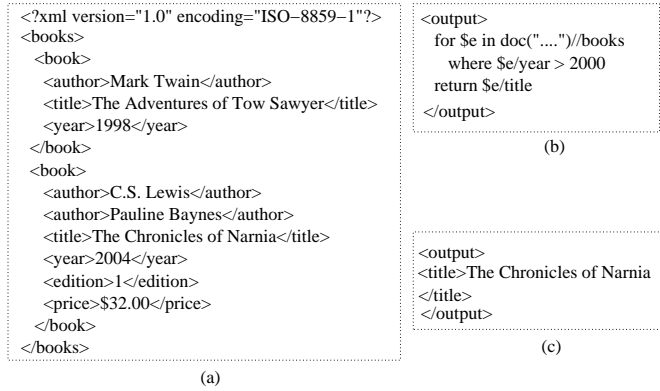 <?xml version="1.0" encoding="ISO−8859−1"?>
<books>
<book>
<author>Mark Twain</author>
<title>The Adventures of Tow Sawyer</title>
<year>1998</year>
</book>
<book>
<author>C.S. Lewis</author>
<author>Pauline Baynes</author>
<title>The Chronicles of Narnia</title>
<year>2004</year>
<edition>1</edition>
<price>$32.00</price>
</book>
</books>
(a)
<output>
for $e in doc("....")//books
where $e/year > 2000
return $e/title
</output>
(b)
<output>
<title>The Chronicles of Narnia
</title>
</output>
(c)